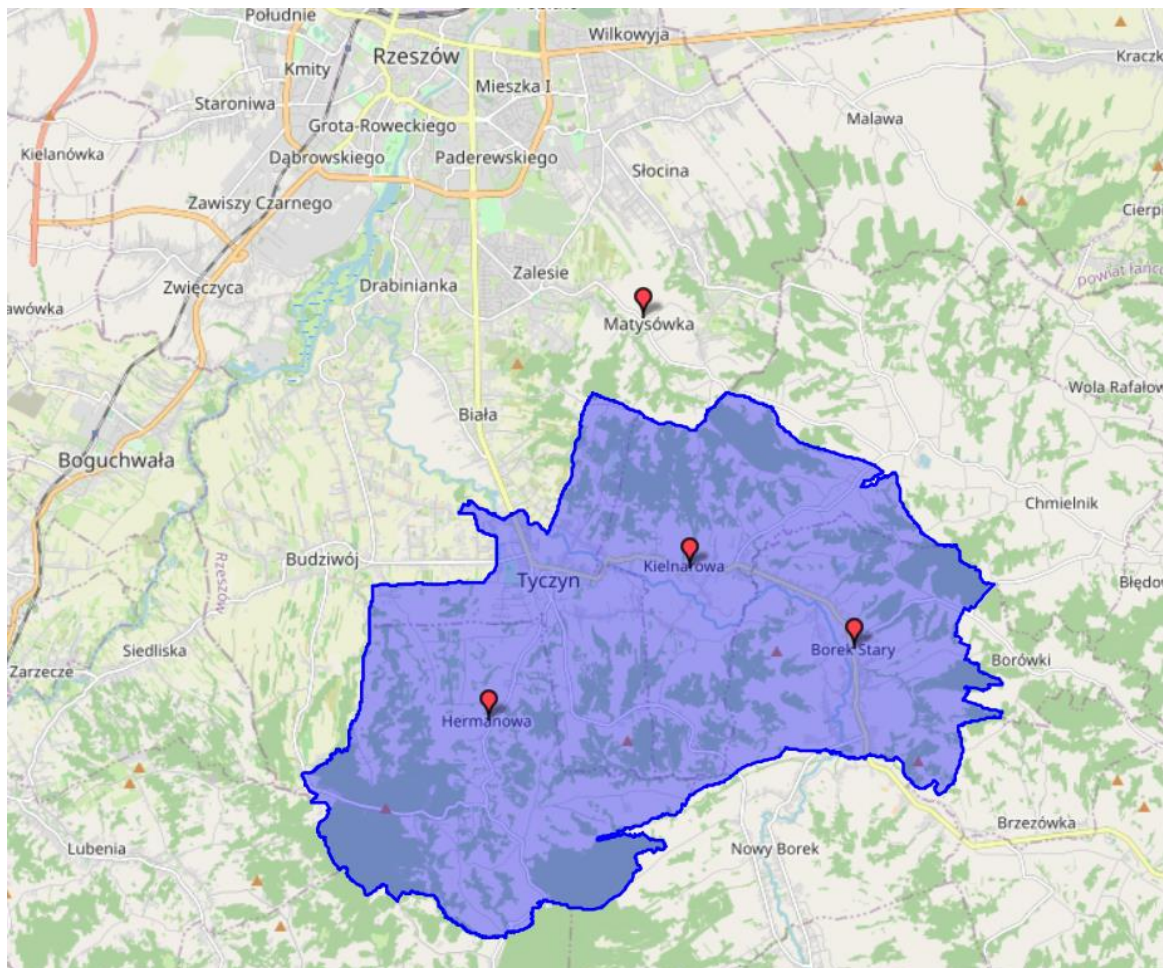 Południe
Wilkowyja
Rzeszów
Kraczk
Kmity
Mieszka I
Staroniwa
Malawa
Grota-Roweckiego
Kielanówka
Dąbrowskiego
Paderewskiego
Słocina
Zawiszy Czarnego
Cierp
Zalesie
powiat łańcu
Zwięczyca
Drabinianka
awówka
Matysówka
Wola Rafałow
Biała
Boguchwała
Chmielnik
Budziwój
Kielnarowa
Tyczyn
Błędow
Rzeszów
Siedliska
Borek Stary
Borówki
Zarzecze
Hermanowa
Brzezówka
Lubenia
Nowy Borek